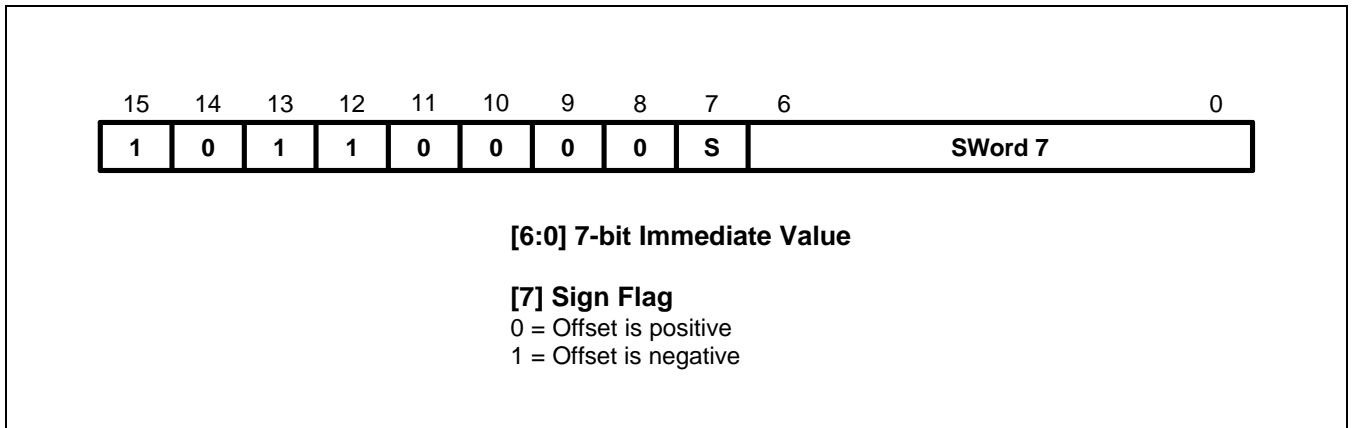 15 14 13 12 11 10 9 8 7 6 0
1 0 1 1 0 0 0 0 S SWord 7
[6:0] 7-bit Immediate Value
[7] Sign Flag
0 = Offset is positive
1 = Offset is negative